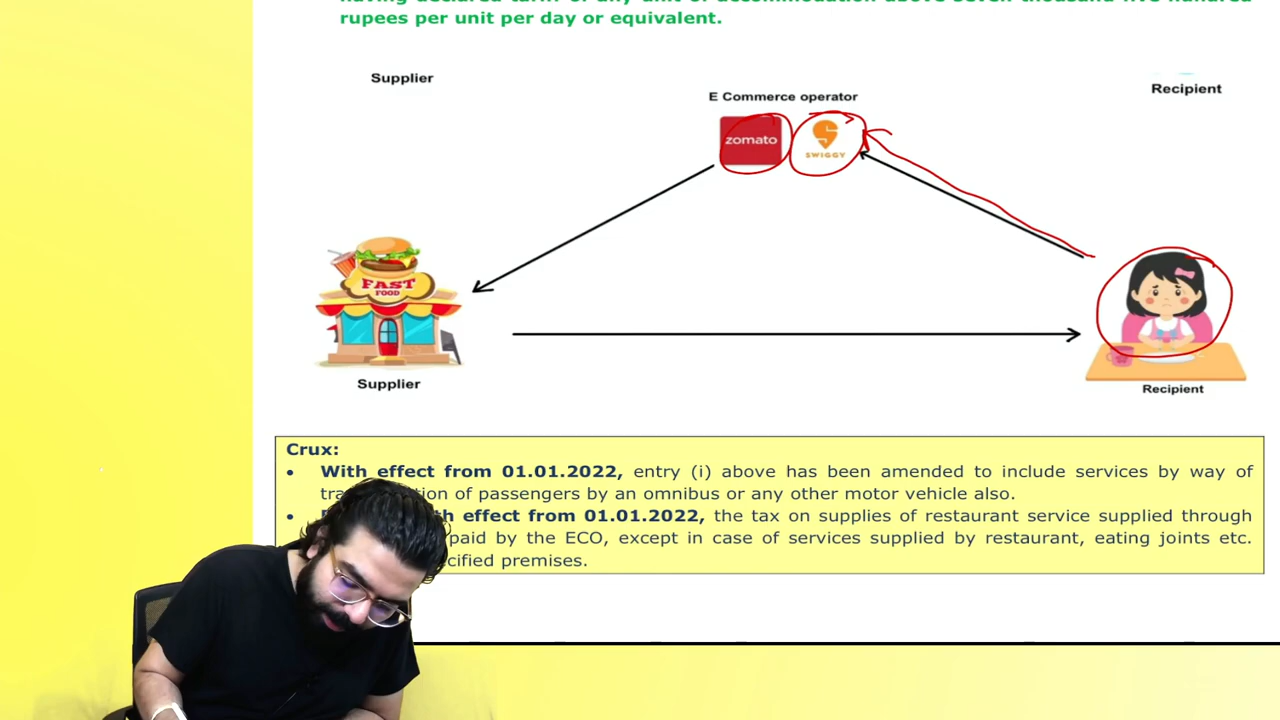 rupees per unit per day or equivalent.
Supplier
E Commerce operator
Recipient
zomato
SWIGGY
FAST
FOOD
Supplier
Recipient
Crux:
• With effect from 01.01.2022, entry (i) above has been amended to include services by way of
of passengers by an omnibus or any other motor vehicle also.
• effect from 01.01.2022, the tax on supplies of restaurant service supplied through
paid by the ECO, except in case of services supplied by restaurant, eating joints etc.
premises.